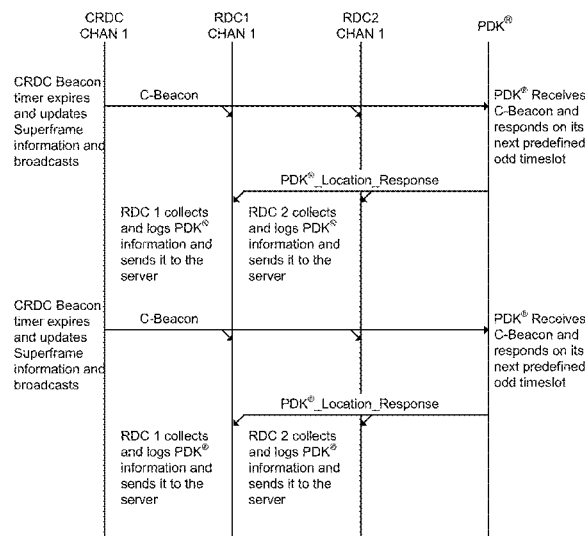 CRDC
CHAN 1
RDC1
CHAN 1
RDC2
CHAN 1
PDK®
CRDC Beacon
timer expires
and updates
Superframe
information and
broadcasts
C-Beacon
PDK® Receives
C-Beacon and
responds on its
next predefined
odd timeslot
PDK®_Location_Response
RDC 1 collects
and logs PDK®
information and
sends it to the
server
RDC 2 collects
and logs PDK®
information and
sends it to the
server
CRDC Beacon
timer expires
and updates
Superframe
information and
broadcasts
C-Beacon
PDK® Receives
C-Beacon and
responds on its
next predefined
odd timeslot
PDK®_Location_Response
RDC 1 collects
and logs PDK®
information and
sends it to the
server
RDC 2 collects
and logs PDK®
information and
sends it to the
server